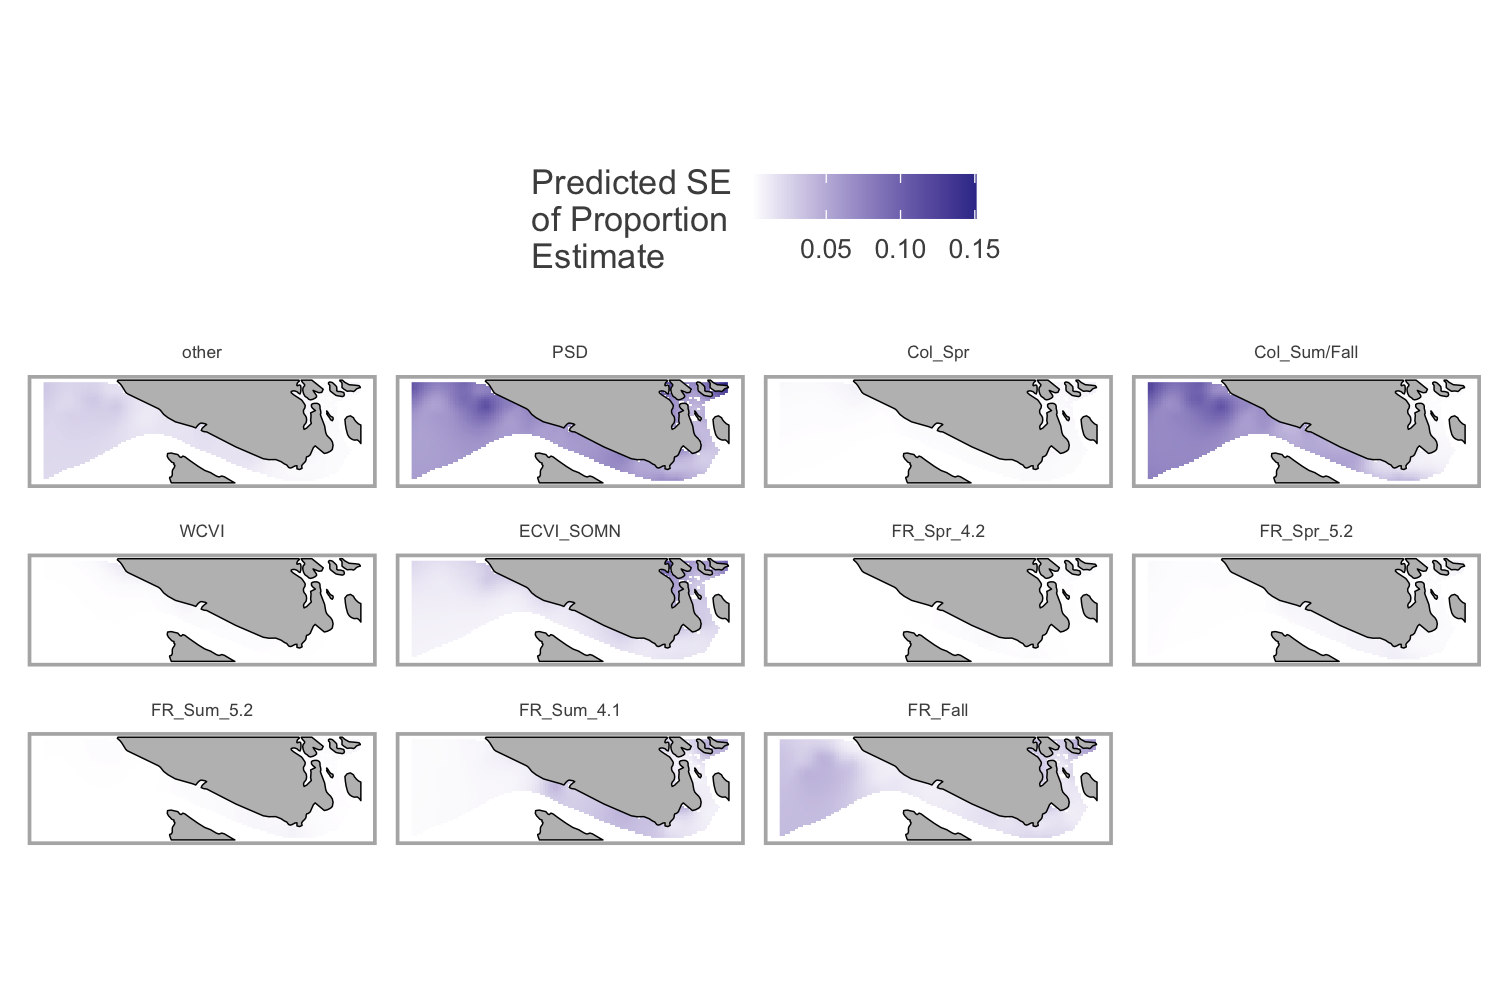 Predicted SE
of Proportion
Estimate
0.05 0.10 0.15
other PSD Col_Spr Col_Sum/Fall
WCVI ECVI_SOMN FR_Spr_4.2 FR_Spr_5.2
FR_Sum_5.2 FR_Sum_4.1 FR_Fall